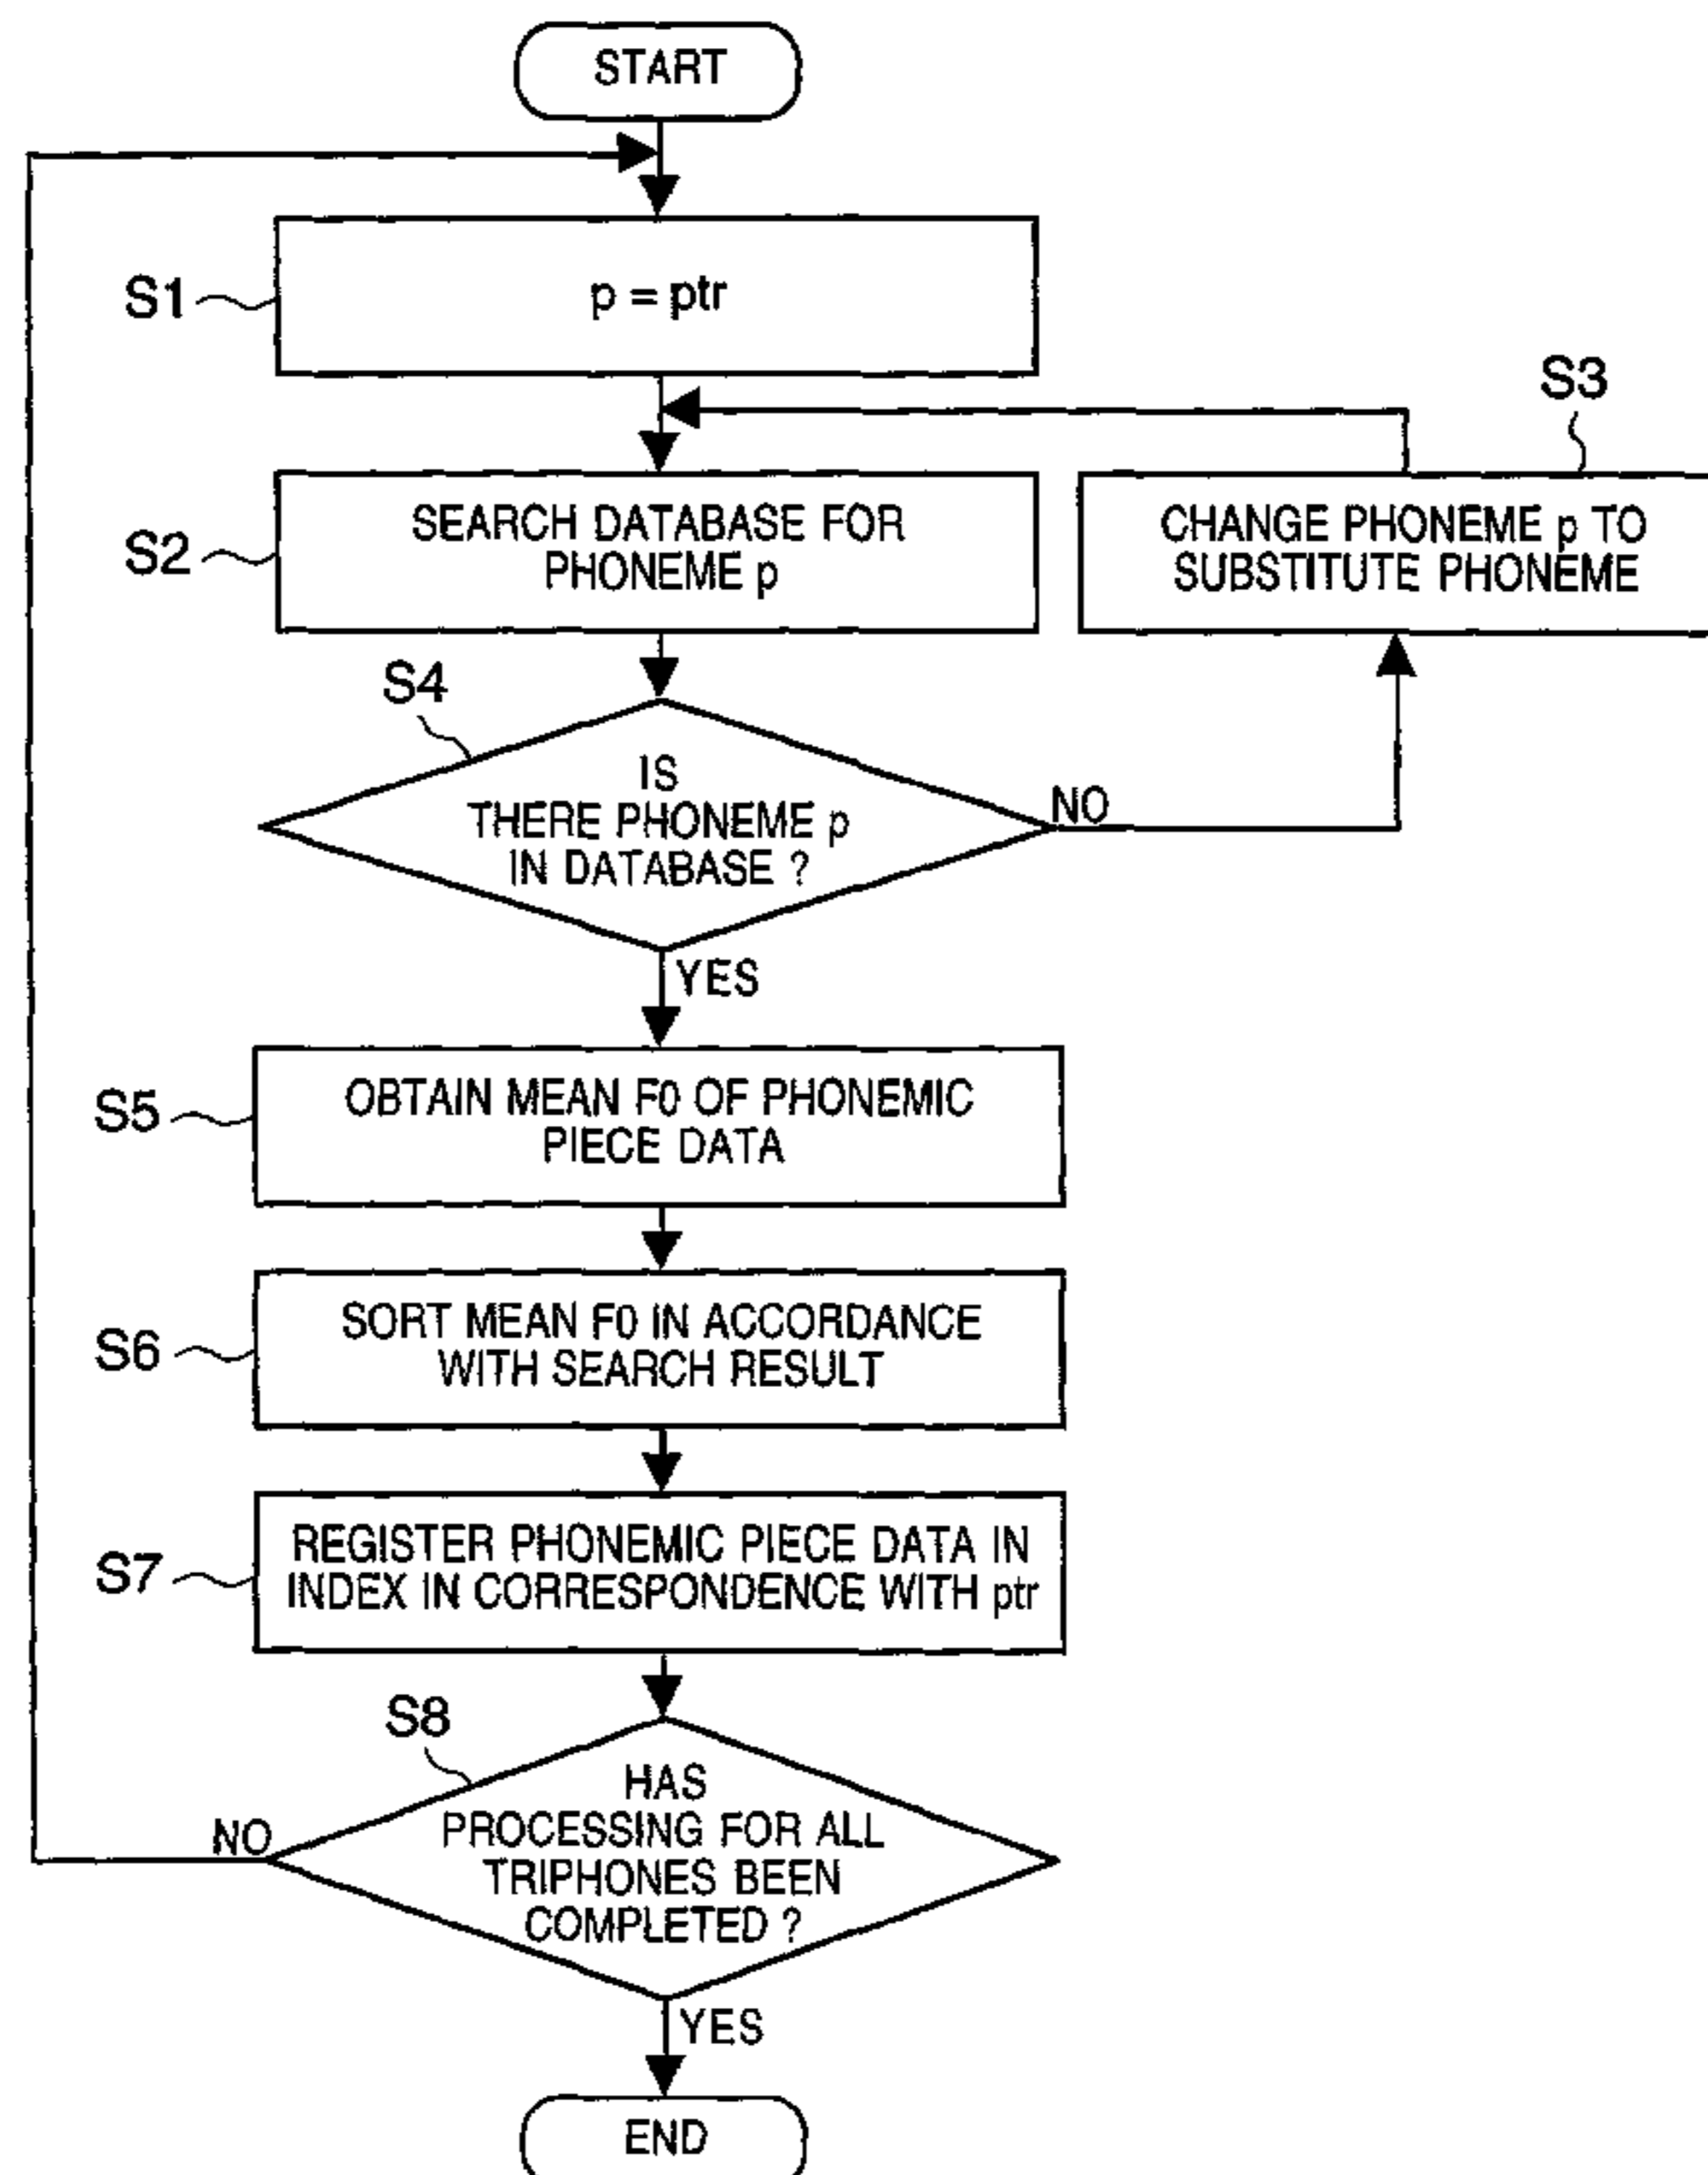 START
S1
p = ptr
S3
S2
SEARCH DATABASE FOR
PHONEME p
CHANGE PHONEME p TO
SUBSTITUTE PHONEME
S4
IS
THERE PHONEME p
IN DATABASE ?
NO
YES
S5
OBTAIN MEAN F0 OF PHONEMIC
PIECE DATA
S6
SORT MEAN F0 IN ACCORDANCE
WITH SEARCH RESULT
S7
REGISTER PHONEMIC PIECE DATA IN
INDEX IN CORRESPONDENCE WITH ptr
S8
HAS
PROCESSING FOR ALL
TRIPHONES BEEN
COMPLETED ?
NO
YES
END